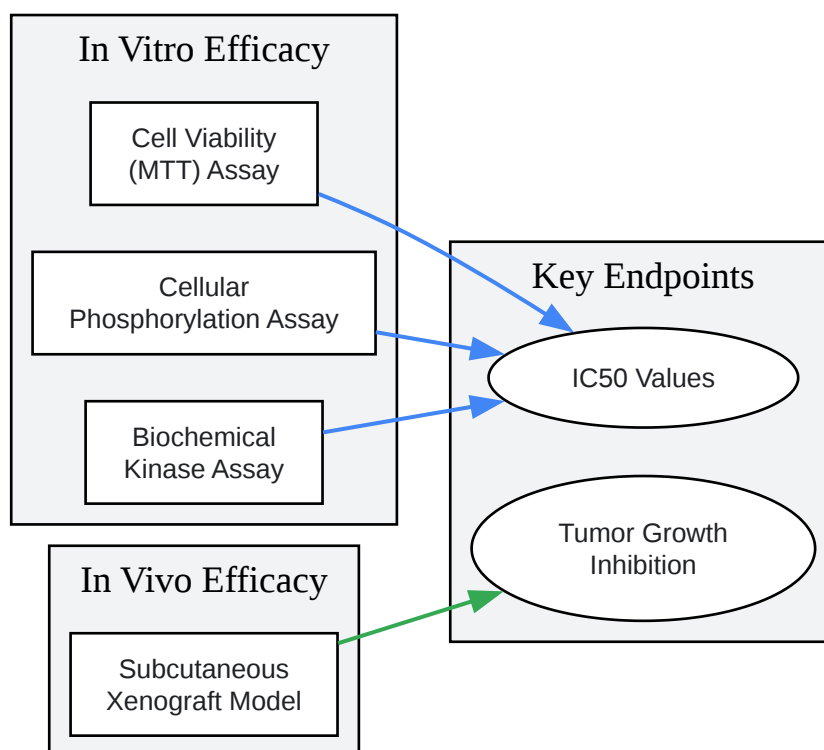 In Vitro Efficacy
Cell Viability
(MTT) Assay
Cellular
Phosphorylation Assay
Biochemical
Kinase Assay
In Vivo Efficacy
Subcutaneous
Xenograft Model
Key Endpoints
IC50 Values
Tumor Growth
Inhibition